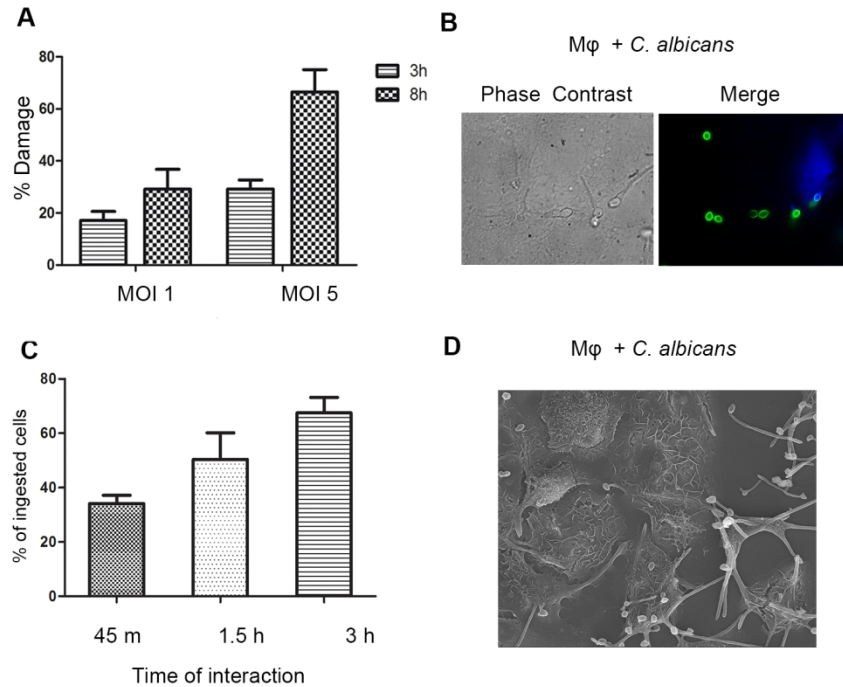 A
% Damage
80
60
40
20
0
MOI 1
MOI 5
3h
8h
B
Mφ + C. albicans
Phase Contrast
Merge
C
% of ingested cells
80
60
40
20
0
45 m
1.5 h
3 h
Time of interaction
D
Mφ + C. albicans